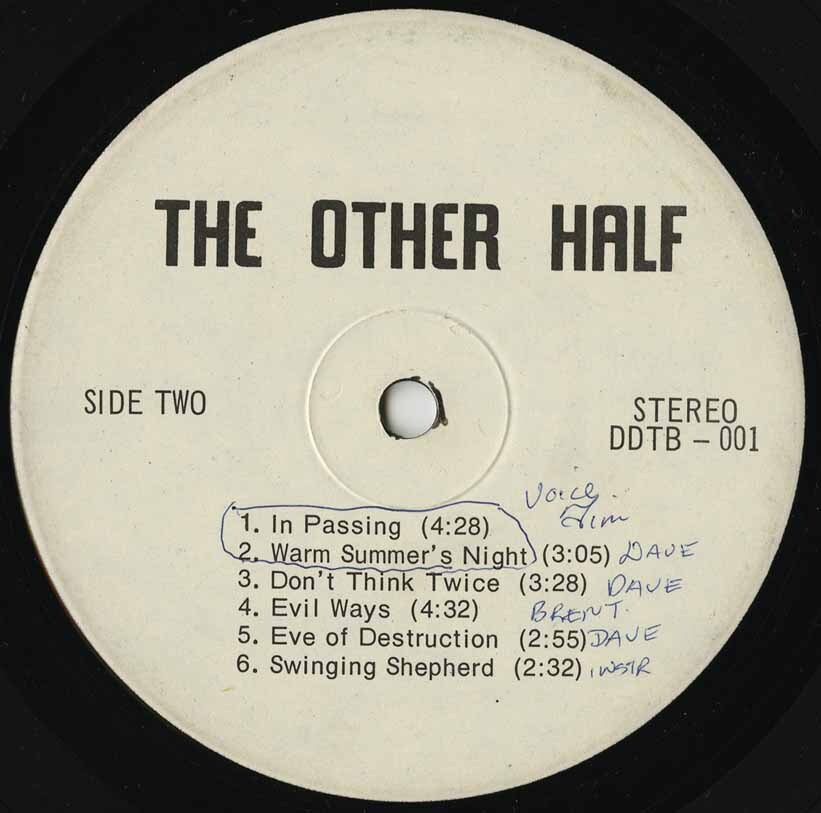 THE OTHER HALF
SIDE TWO
STEREO
DDTB – 001
Voice
1. In Passing (4:28)
2. Warm Summer's Night (3:05) DAVE
3. Don't Think Twice (3:28) DAVE
4. Evil Ways (4:32) BRENT.
5. Eve of Destruction (2:55) DAVE
6. Swinging Shepherd (2:32) INSTR